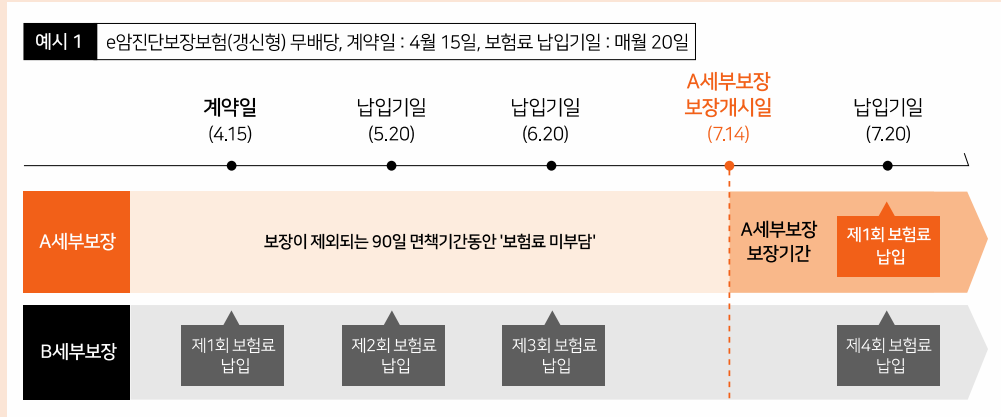 예시 1
e암진단보장보험(갱신형) 무배당, 계약일 : 4월 15일, 보험료 납입기일 : 매월 20일
계약일
(4.15)
납입기일
(5.20)
납입기일
(6.20)
A세부보장
보장개시일
(7.14)
납입기일
(7.20)
A세부보장
보장이 제외되는 90일 면책기간동안 '보험료 미부담'
A세부보장
보장기간
제1회 보험료
납입
B세부보장
제1회 보험료
납입
제2회 보험료
납입
제3회 보험료
납입
제4회 보험료
납입